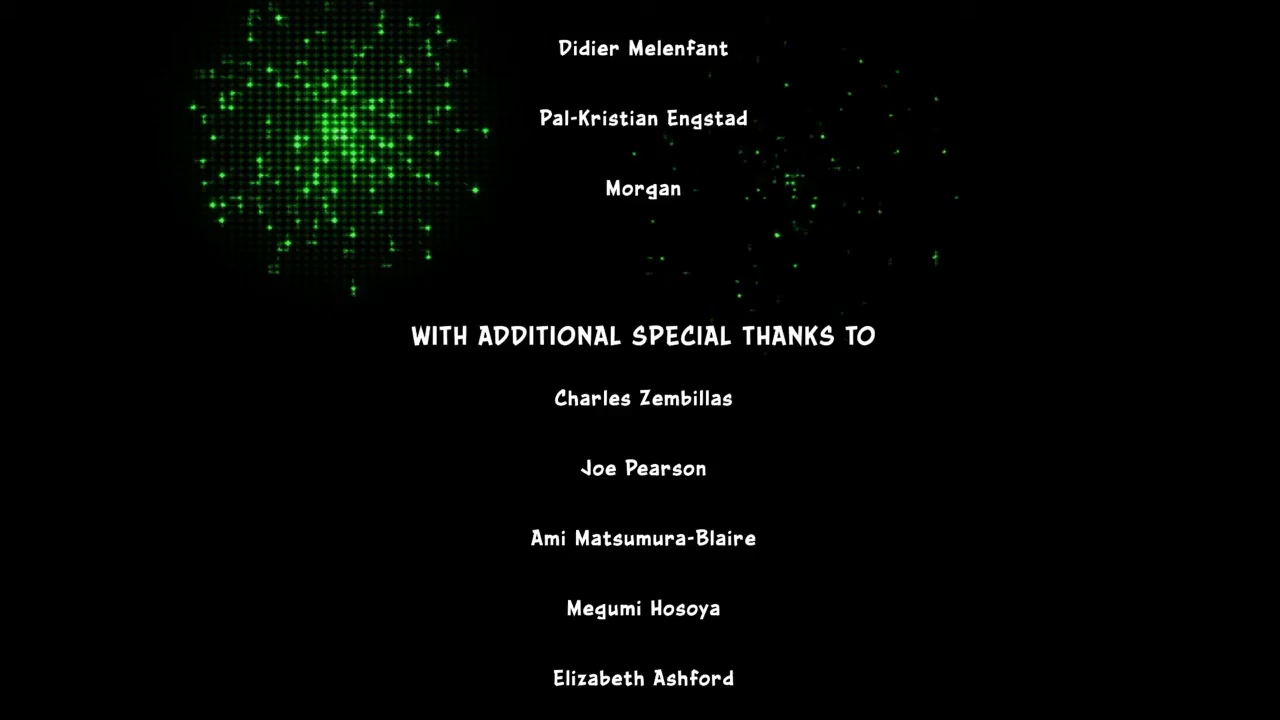 Didier Melenfant
Pal-Kristian Engstad
Morgan
WITH ADDITIONAL SPECIAL THANKS TO
Charles Zembillas
Joe Pearson
Ami Matsumura-Blaire
Megumi Hosoya
Elizabeth Ashford